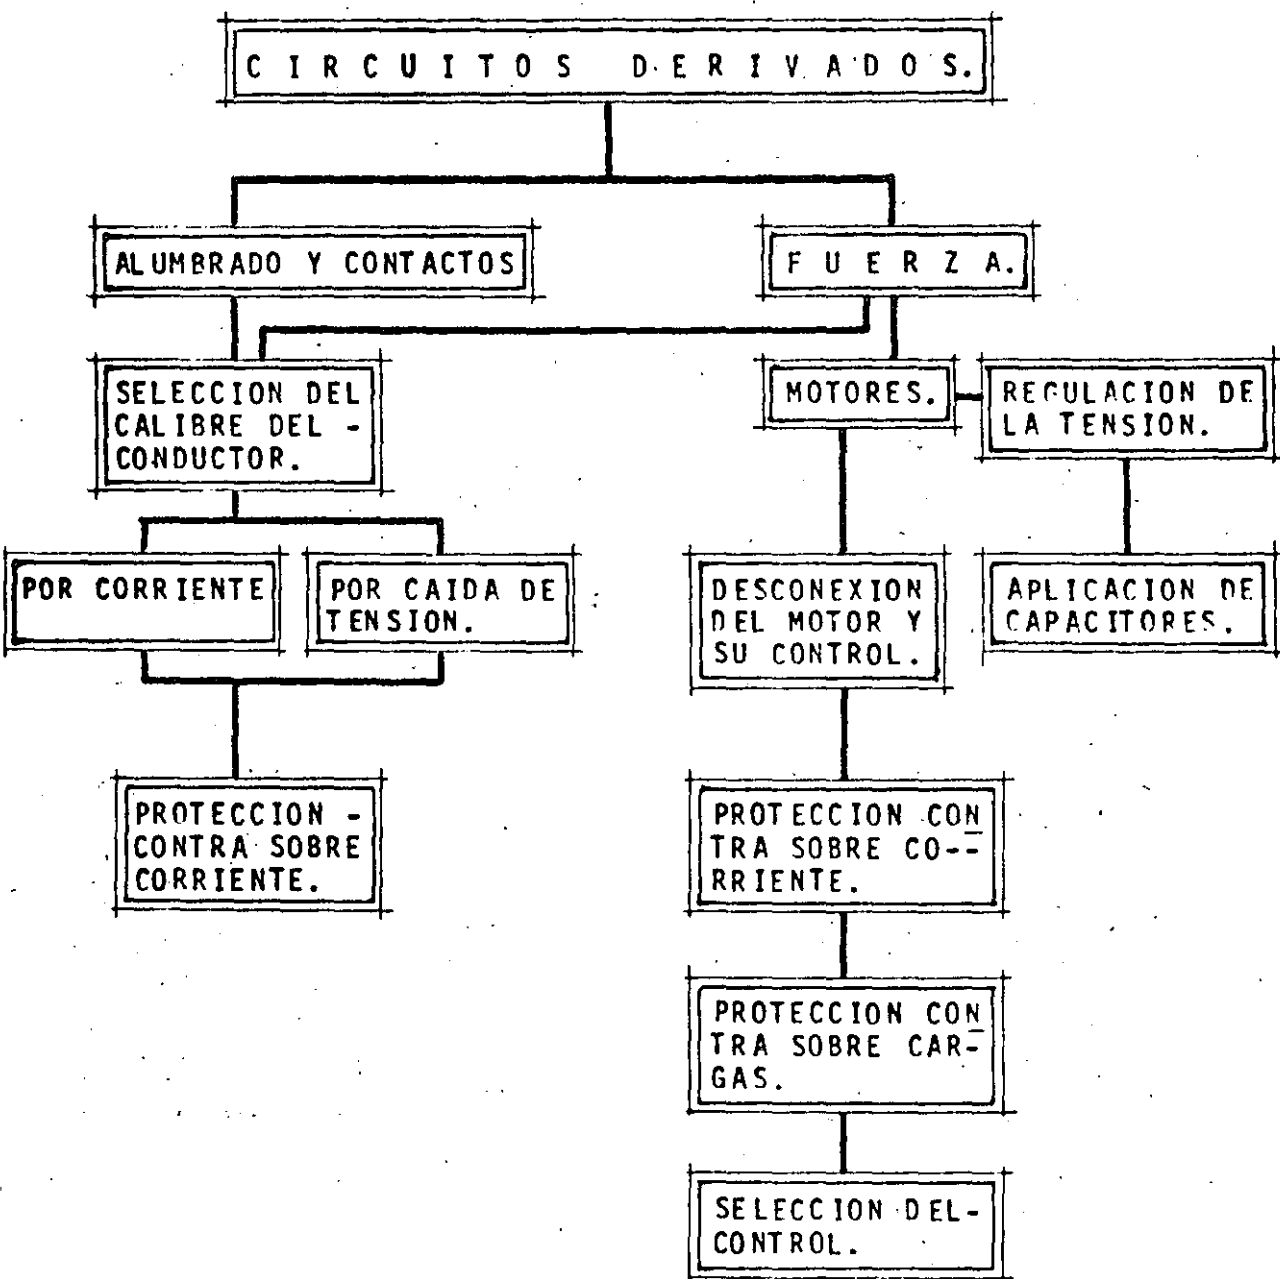 CIRCUITOS DERIVADOS.
ALUMBRADO Y CONTACTOS
FUERZA.
SELECCION DEL
CALIBRE DEL -
CONDUCTOR.
MOTORES.
REGULACION DE
LA TENSION.
POR CORRIENTE
POR CAIDA DE
TENSION.
DESCONEXION
DEL MOTOR Y
SU CONTROL.
APLICACION DE
CAPACITORES.
PROTECCION -
CONTRA SOBRE
CORRIENTE.
PROTECCION CON
TRA SOBRE CO--
RRIENTE.
PROTECCION CON
TRA SOBRE CAR-
GAS.
SELECCION DEL-
CONTROL.